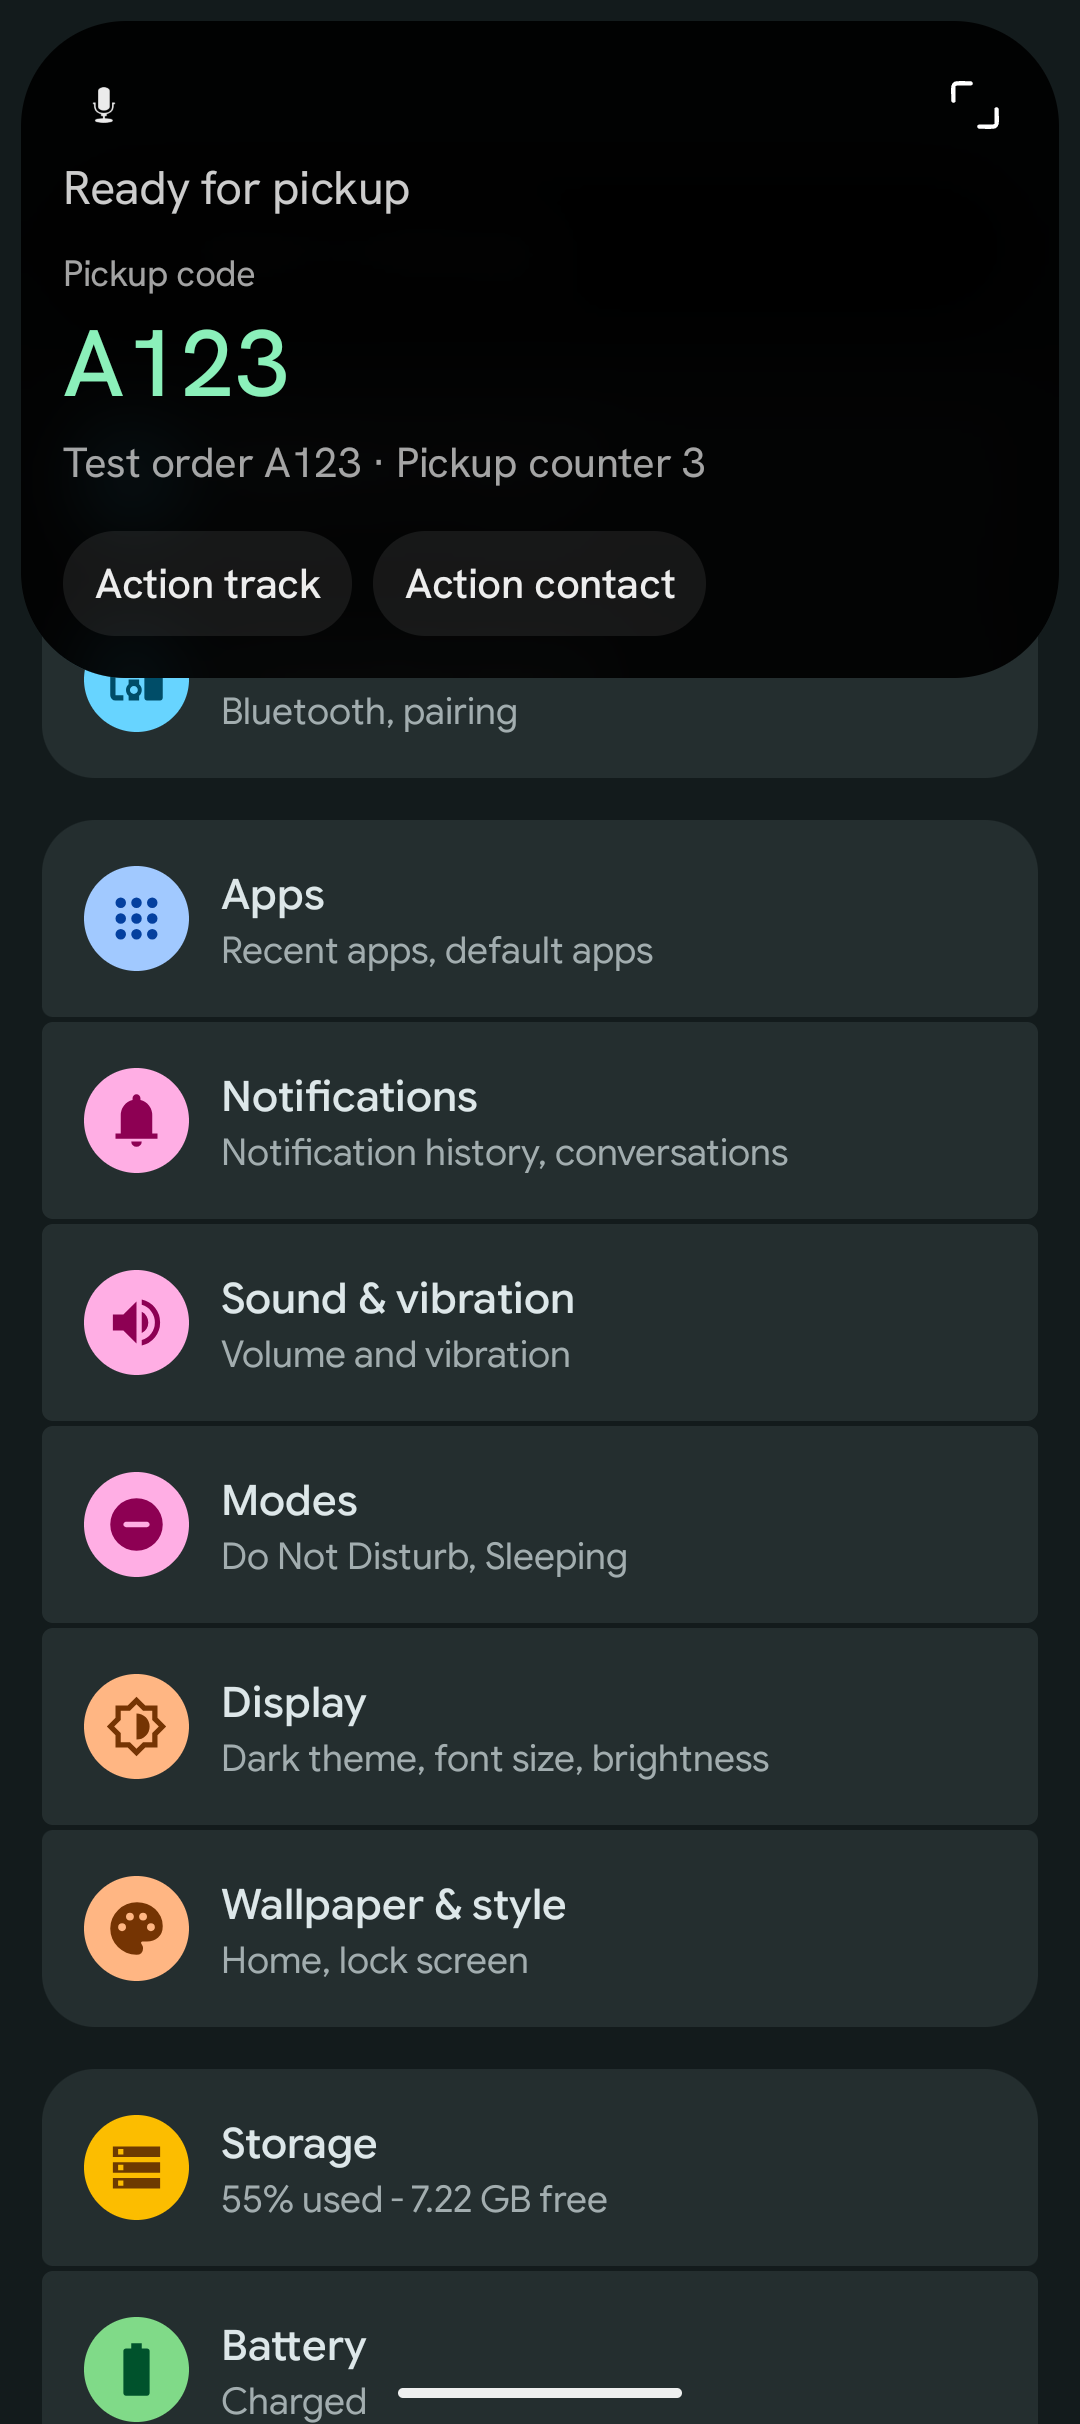 Ready for pickup
Pickup code
A123
Test order A123 · Pickup counter 3
Action track
Action contact
Bluetooth, pairing
Apps
Recent apps, default apps
Notifications
Notification history, conversations
Sound & vibration
Volume and vibration
Modes
Do Not Disturb, Sleeping
Display
Dark theme, font size, brightness
Wallpaper & style
Home, lock screen
Storage
55% used - 7.22 GB free
Battery
Charged